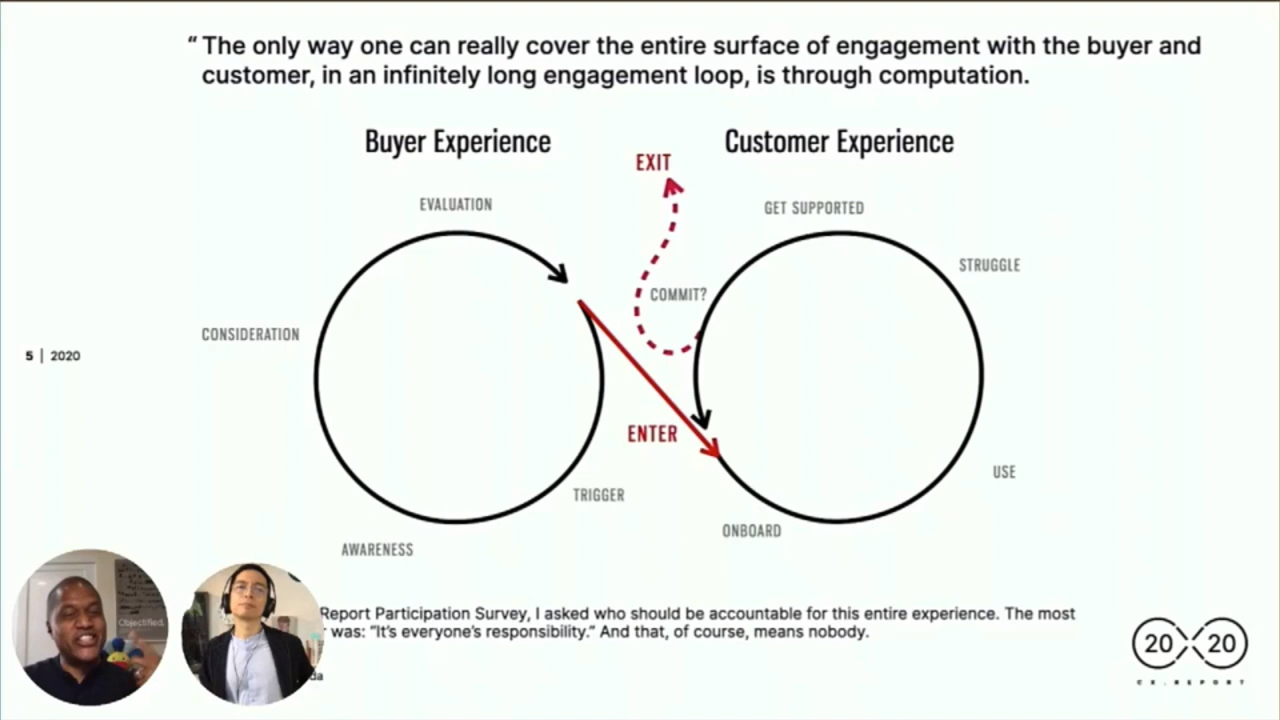 “ The only way one can really cover the entire surface of engagement with the buyer and
customer, in an infinitely long engagement loop, is through computation.
Buyer Experience
Customer Experience
EXIT
EVALUATION
GET SUPPORTED
STRUGGLE
COMMIT?
CONSIDERATION
5 | 2020
ENTER
USE
TRIGGER
ONBOARD
AWARENESS
Report Participation Survey, I asked who should be accountable for this entire experience. The most
was: “It’s everyone’s responsibility.” And that, of course, means nobody.
Objectified.
20 20
CX.REPORT